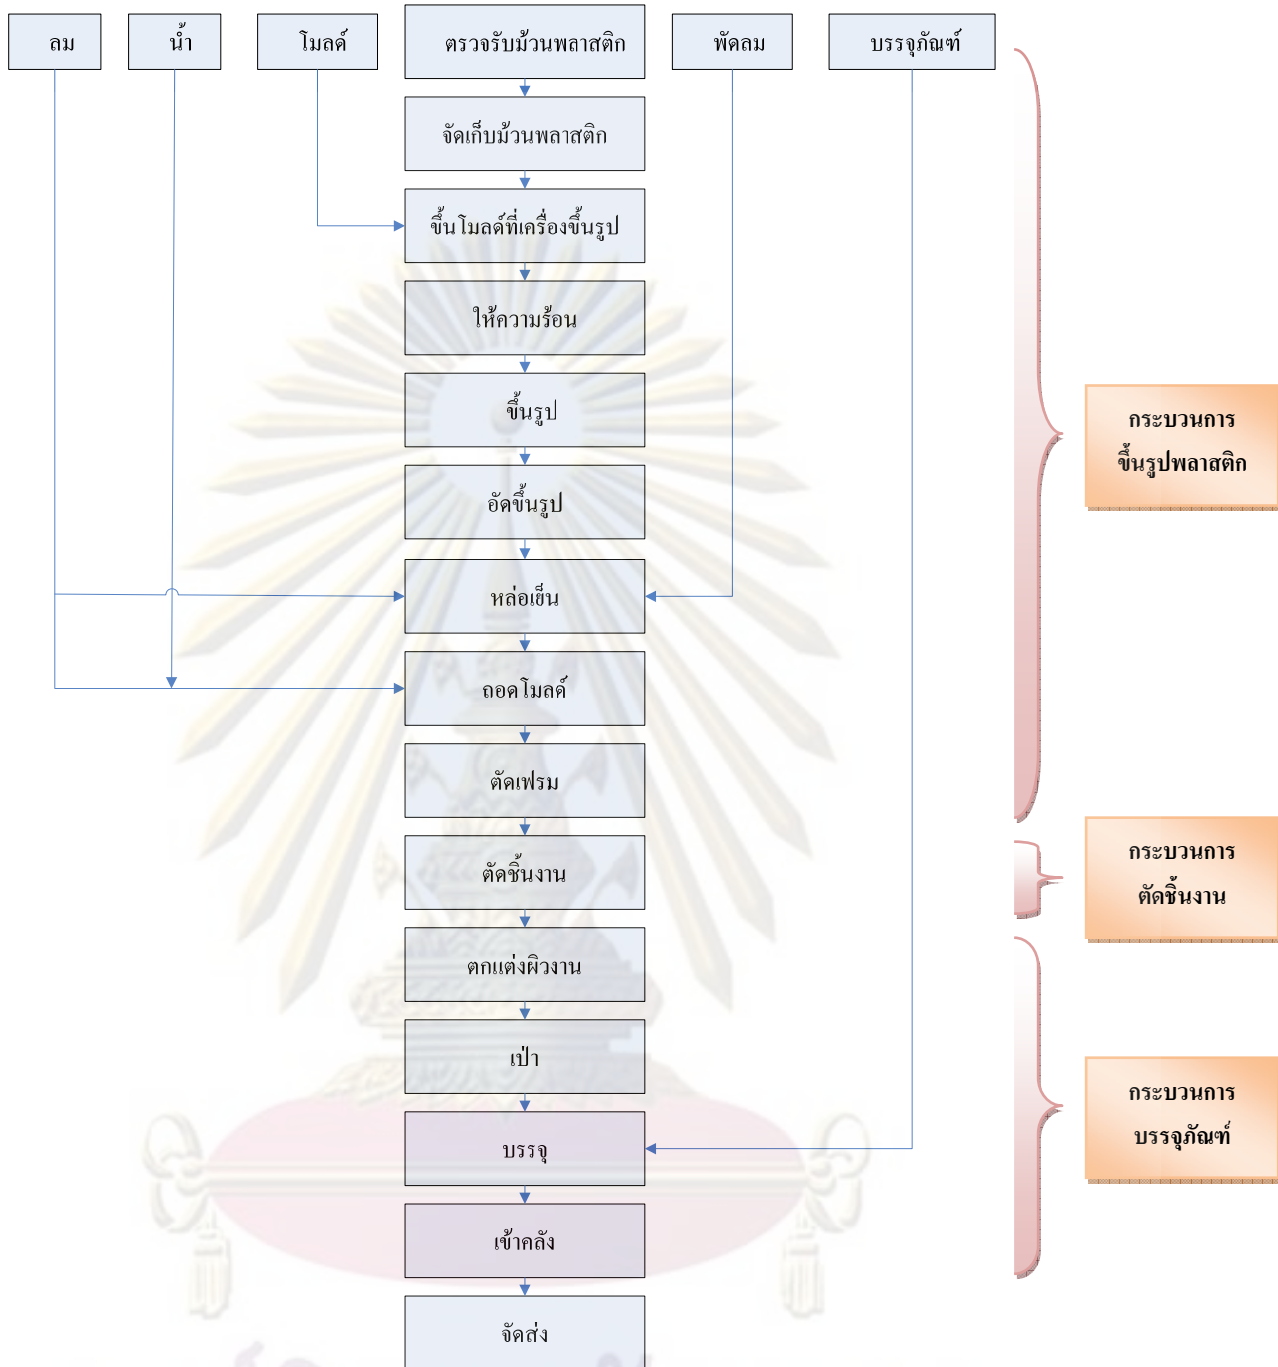 ลม
น้ำ
โมลด์
ตรวจรับม้วนพลาสติก
พัดลม
บรรจุภัณฑ์
จัดเก็บม้วนพลาสติก
ขึ้นโมลด์ที่เครื่องขึ้นรูป
ให้ความร้อน
ขึ้นรูป
อัดขึ้นรูป
หล่อเย็น
ถอดโมลด์
ตัดเฟรม
ตัดชิ้นงาน
ตกแต่งผิวงาน
เป่า
บรรจุ
เข้าคลัง
จัดส่ง
กระบวนการ
ขึ้นรูปพลาสติก
กระบวนการ
ตัดชิ้นงาน
กระบวนการ
บรรจุภัณฑ์